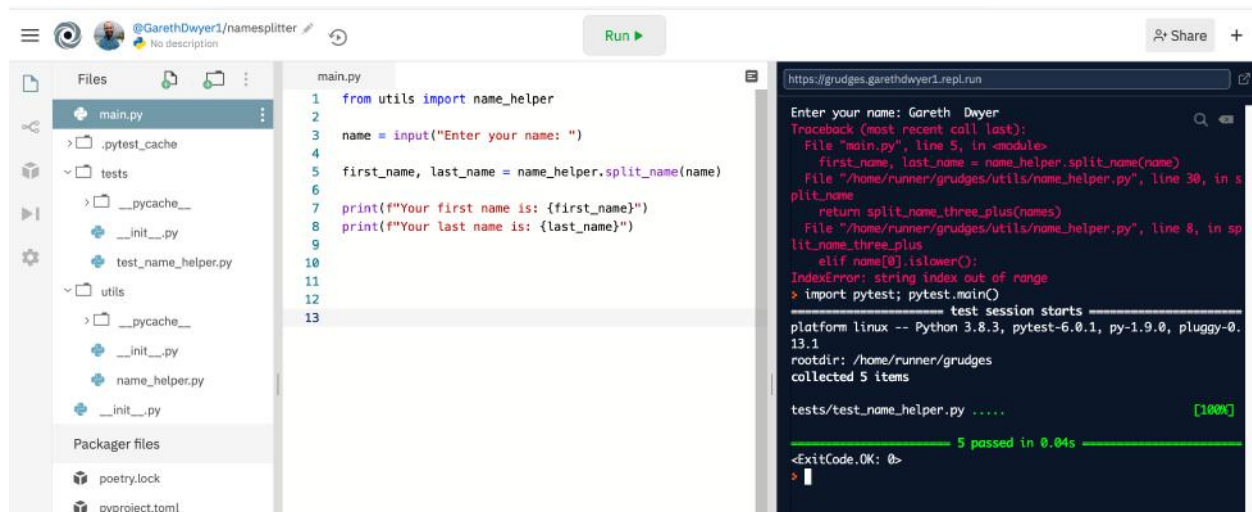 @GarethDwyer1/namesplitter
No description
Run
Share
Files
main.py
.pytest_cache
tests
__pycache__
__init__.py
test_name_helper.py
utils
__pycache__
__init__.py
name_helper.py
__init__.py
Packager files
poetry.lock
pyproject.toml
main.py
1 from utils import name_helper
2
3 name = input("Enter your name: ")
4
5 first_name, last_name = name_helper.split_name(name)
6
7 print(f"Your first name is: {first_name}")
8 print(f"Your last name is: {last_name}")
9
10
11
12
13
https://grudges.garethdwyer1.repl.run
Enter your name: Gareth  Dwyer
Traceback (most recent call last):
File "main.py", line 5, in <module>
first_name, last_name = name_helper.split_name(name)
File "/home/runner/grudges/utils/name_helper.py", line 30, in s
plit_name
return split_name_three_plus(names)
File "/home/runner/grudges/utils/name_helper.py", line 8, in sp
lit_name_three_plus
elif name[0].islower():
IndexError: string index out of range
> import pytest; pytest.main()
test session starts
platform linux -- Python 3.8.3, pytest-6.0.1, py-1.9.0, pluggy-0.
13.1
rootdir: /home/runner/grudges
collected 5 items
tests/test_name_helper.py ..... [100%]
5 passed in 0.04s
<ExitCode.OK: 0>
>